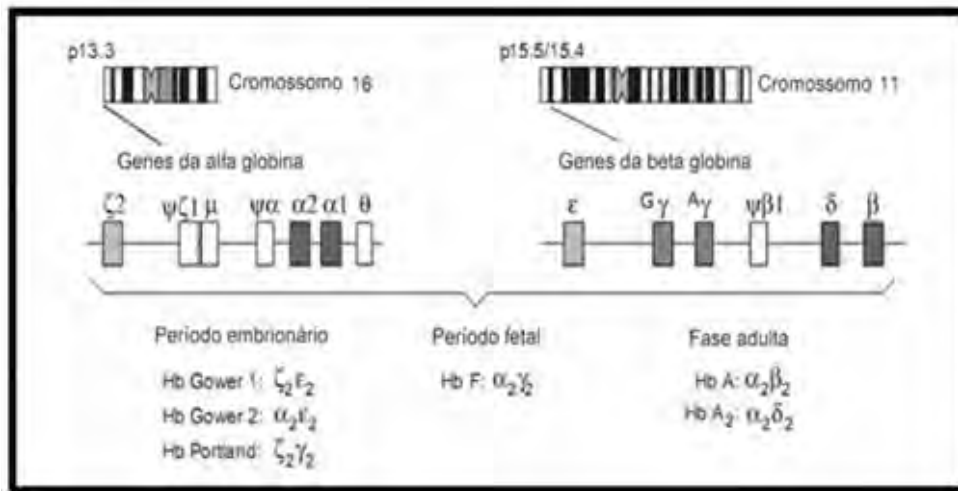 p13.3
Cromossomo 16
Genes da alfa globina
ζ2 ψζ1 μ ψα α2 α1 θ
p15.5/15.4
Cromossomo 11
Genes da beta globina
ε Gγ Aγ ψβ1 δ β
Período embrionário
Hb Gower 1: ζ₂ε₂
Hb Gower 2: α₂ε₂
Hb Portland: ζ₂γ₂
Período fetal
Hb F: α₂γ₂
Fase adulta
Hb A: α₂β₂
Hb A₂: α₂δ₂